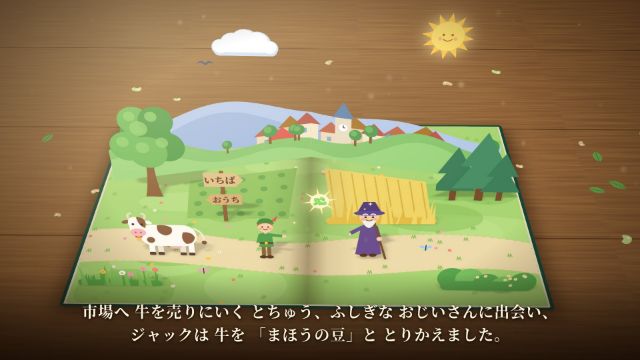 いちば
おうち
市場へ 牛を売りにいく とちゅう、ふしぎな おじいさんに出会い、
ジャックは 牛を 「まほうの豆」と とりかえました。